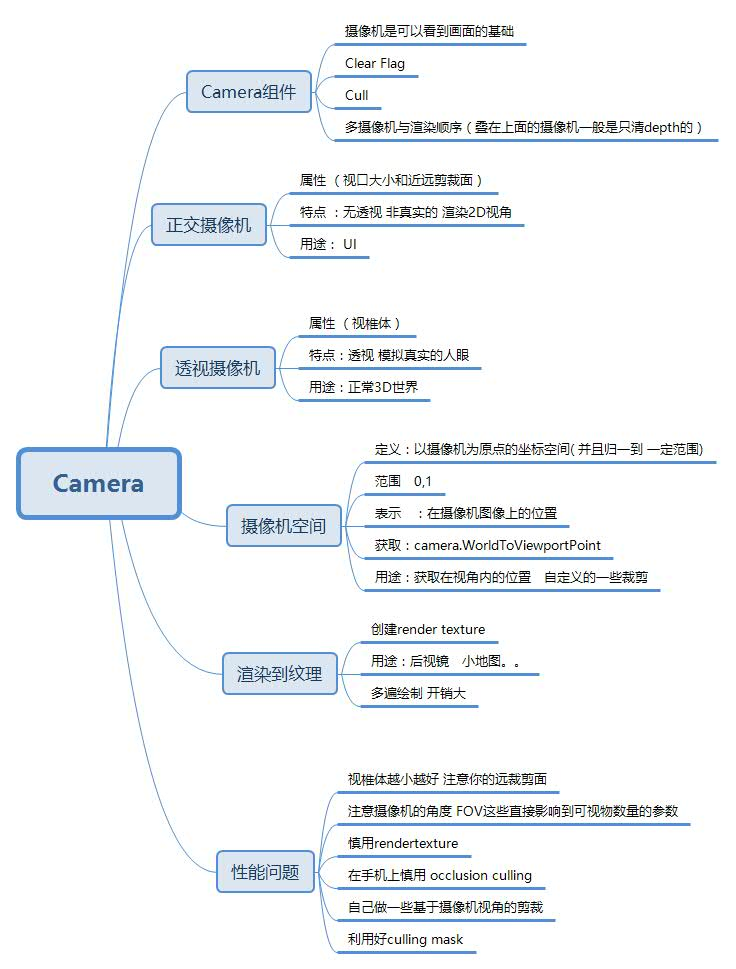 Camera
Camera组件
摄像机是可以看到画面的基础
Clear Flag
Cull
多摄像机与渲染顺序（叠在上面的摄像机一般是只清depth的）
正交摄像机
属性 （视口大小和近远剪裁面）
特点 ：无透视 非真实的 渲染2D视角
用途： UI
透视摄像机
属性 （视椎体）
特点：透视 模拟真实的人眼
用途：正常3D世界
摄像机空间
定义：以摄像机为原点的坐标空间( 并且归一到 一定范围)
范围 0,1
表示 ：在摄像机图像上的位置
获取：camera.WorldToViewportPoint
用途：获取在视角内的位置 自定义的一些裁剪
渲染到纹理
创建render texture
用途：后视镜 小地图。。
多遍绘制 开销大
性能问题
视椎体越小越好 注意你的远裁剪面
注意摄像机的角度 FOV这些直接影响到可视物数量的参数
慎用rendertexture
在手机上慎用 occlusion culling
自己做一些基于摄像机视角的剪裁
利用好culling mask